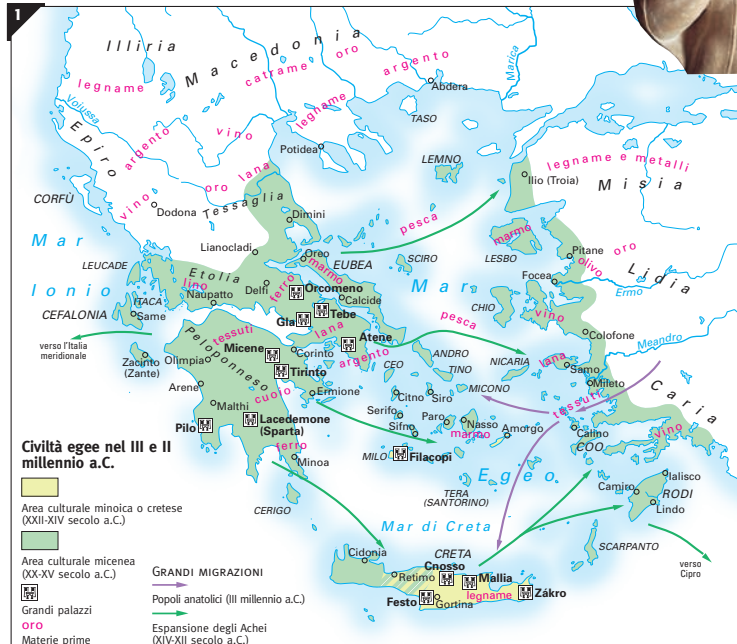 1
Illiria
Macedonia
legname
catrame
oro
argento
Marica
Abdera
Voiussa
TASO
Epiro
argento
vino
legname
Potidea
LEMNO
legname e metalli
Ilio (Troia)
Misia
CORFÙ
vino
oro
lana
Tessaglia
Dodona
Dimini
pesca
marmo
Mar
Ionio
Lianocladi
Oreo
EUBEA
SCIRO
LESBO
Pitane
oro
olivo
Lidia
LEUCADE
Etolia
lino
Delfi
ferro
marmo
Orcomeno
Mar
Focea
Ermo
ITACA
Naupatto
Calcide
CHIO
CEFALONIA
Same
Gla
Tebe
pesca
vino
verso l'Italia
meridionale
tessuti
lana
Atene
Colofone
Meandro
Peloponneso
Micene
Corinto
argento
ANDRO
Zacinto
(Zante)
Olimpia
Tirinto
CEO
TINO
NICARIA
lana
Samo
Arene
cuoio
Ermione
Citno
Siro
MICONO
Mileto
Caria
Malthi
Serifo
Paro
Nasso
tessuti
Pilo
Lacedemone
(Sparta)
Sifno
marmo
Amorgo
Calino
vino
ferro
MILO
Filacopi
COO
Minoa
Egeo
Ialisco
Camiro
RODI
Lindo
TERA
(SANTORINO)
CERIGO
Mar di Creta
SCARPANTO
Cidonia
CRETA
verso
Cipro
Retimo
Cnosso
Mallia
legname
Zákro
Festo
Gortina
Civiltà egee nel III e II
millennio a.C.
Area culturale minoica o cretese
(XXII-XIV secolo a.C.)
Area culturale micenea
(XX-XV secolo a.C.)
Grandi palazzi
oro
Materie prime
GRANDI MIGRAZIONI
Popoli anatolici (III millennio a.C.)
Espansione degli Achei
(XIV-XII secolo a.C.)